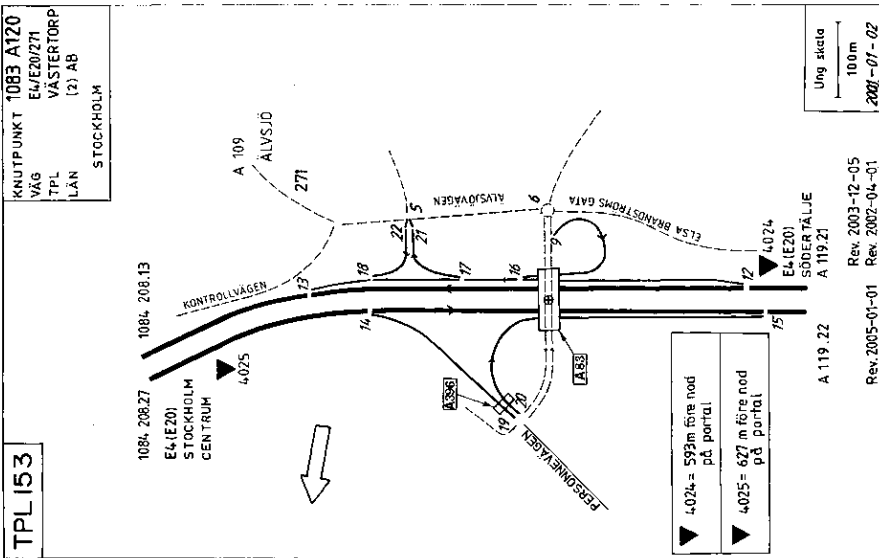 TPL 153
KNUTPUNKT 1083 A120
VÄG E4/E20/271
TPL VÄSTERTORP
LÄN (2) AB
STOCKHOLM
1084 208.27
1084 208.13
E4(E20)
STOCKHOLM
CENTRUM
4025
KONTROLLVÄGEN
A 109
ÄLVSJÖ
271
13
14
18
22
21
5
17
16
9
6
ÄLVSJÖVÄGEN
ELSA BRÄNDSTRÖMS GATA
A396
19
20
A83
PERSONNEVÄGEN
12
15
4024
E4(E20)
SÖDERTÄLJE
A 119.21
A 119.22
4024 = 593m före nod
på portal
4025 = 627 m före nod
på portal
Rev. 2003-12-05
Rev. 2005-01-01 Rev. 2002-04-01
Ung skala
100m
2001-01-02